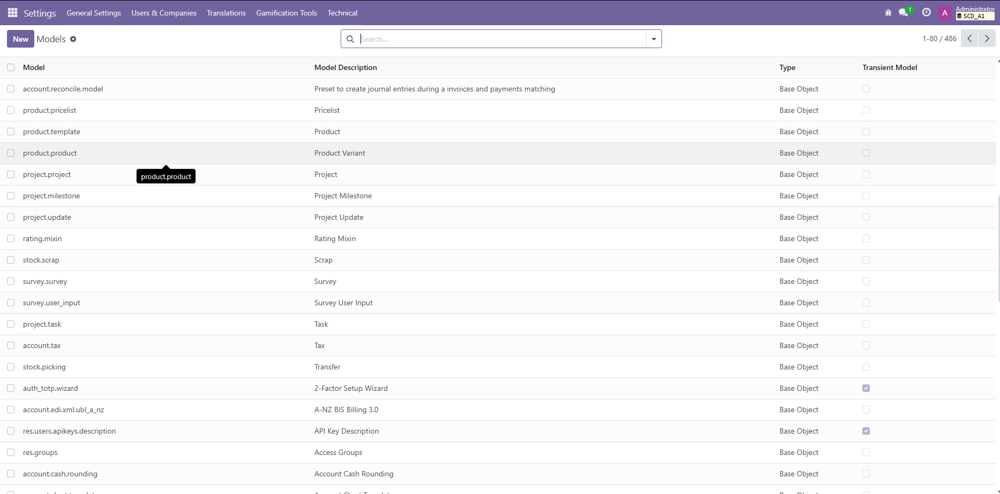 Settings General Settings Users & Companies Translations Gamification Tools Technical 1 A Administrator
SCD_A1
New Models Search... 1-80 / 486
Model Model Description Type Transient Model
account.reconcile.model Preset to create journal entries during a invoices and payments matching Base Object
product.pricelist Pricelist Base Object
product.template Product Base Object
product.product Product Variant Base Object
project.project product.product Project Base Object
project.milestone Project Milestone Base Object
project.update Project Update Base Object
rating.mixin Rating Mixin Base Object
stock.scrap Scrap Base Object
survey.survey Survey Base Object
survey.user_input Survey User Input Base Object
project.task Task Base Object
account.tax Tax Base Object
stock.picking Transfer Base Object
auth_totp.wizard 2-Factor Setup Wizard Base Object
account.edi.xml.ubl_a_nz A-NZ BIS Billing 3.0 Base Object
res.users.apikeys.description API Key Description Base Object
res.groups Access Groups Base Object
account.cash.rounding Account Cash Rounding Base Object